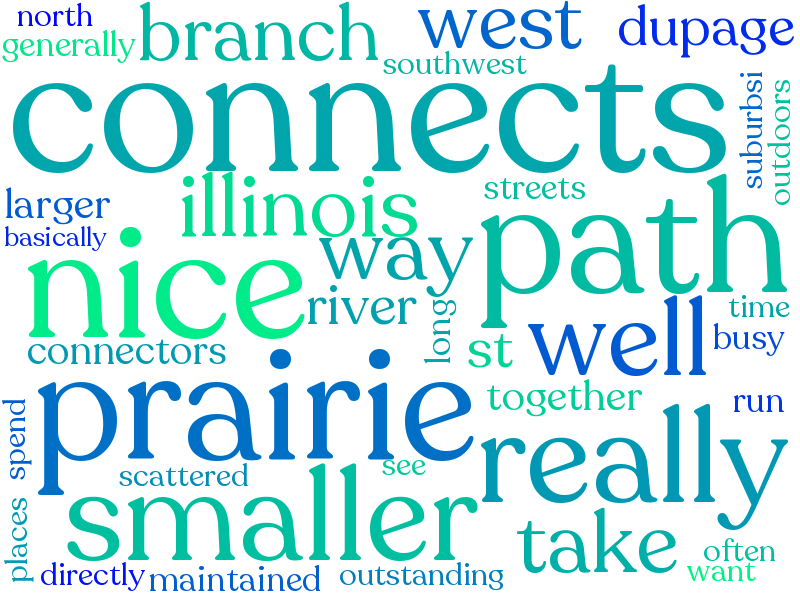 north
generally
branch
west
dupage
southwest
connects
suburbsi
outdoors
larger
basically
illinois
streets
path
nice
way
river
long
connectors
st
well
time
busy
prairie
together
run
spend
scattered
see
really
smaller
take
places
directly
maintained
outstanding
often
want